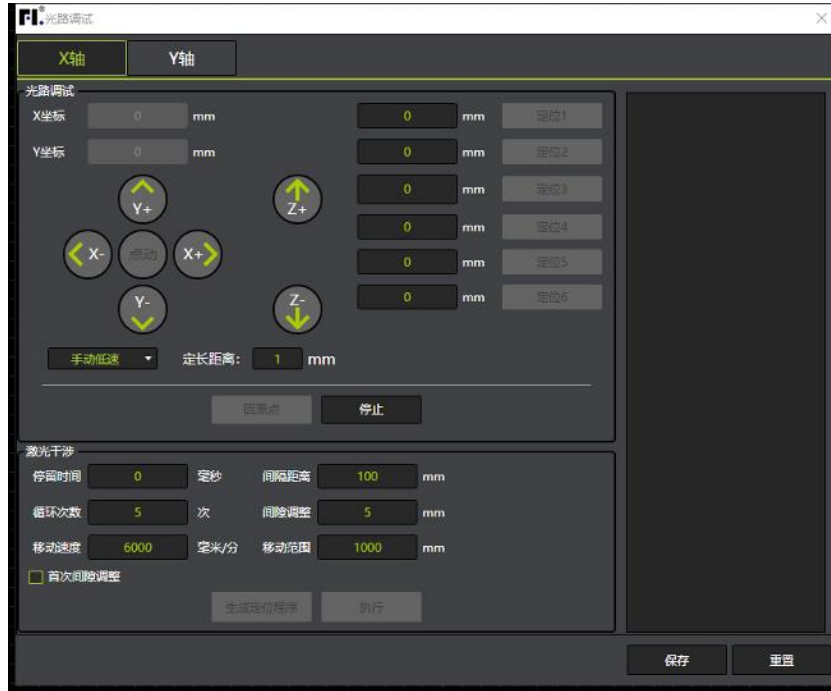 FL. 光路调试
X轴 Y轴
光路调试
X坐标 0 mm 0 mm 定位1
Y坐标 0 mm 0 mm 定位2
0 mm 定位3
Y+ Z+
0 mm 定位4
X- 点动 X+
0 mm 定位5
Y- Z-
0 mm 定位6
手动低速 定长距离: 1 mm
回原点 停止
激光干涉
停留时间 0 毫秒 间隔距离 100 mm
循环次数 5 次 间隙调整 5 mm
移动速度 6000 毫米/分 移动范围 1000 mm
首次间隙调整
生成定位程序 执行
保存 重置